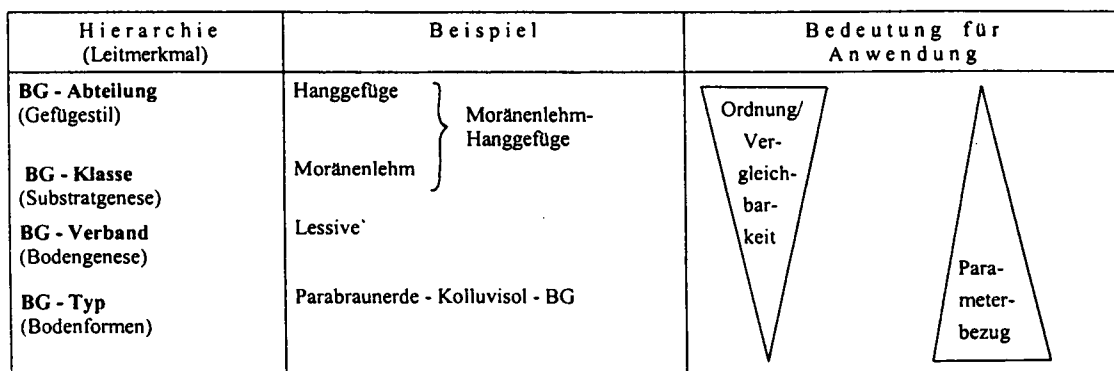 Hierarchie
(Leitmerkmal)
Beispiel
Bedeutung für
Anwendung
BG - Abteilung
(Gefügestil)
Hanggefüge
Moränenlehm-
Hanggefüge
BG - Klasse
(Substratgenese)
Moränenlehm
BG - Verband
(Bodengenese)
Lessive`
BG - Typ
(Bodenformen)
Parabraunerde - Kolluvisol - BG
Ordnung/
Ver-
gleich-
bar-
keit
Para-
meter-
bezug